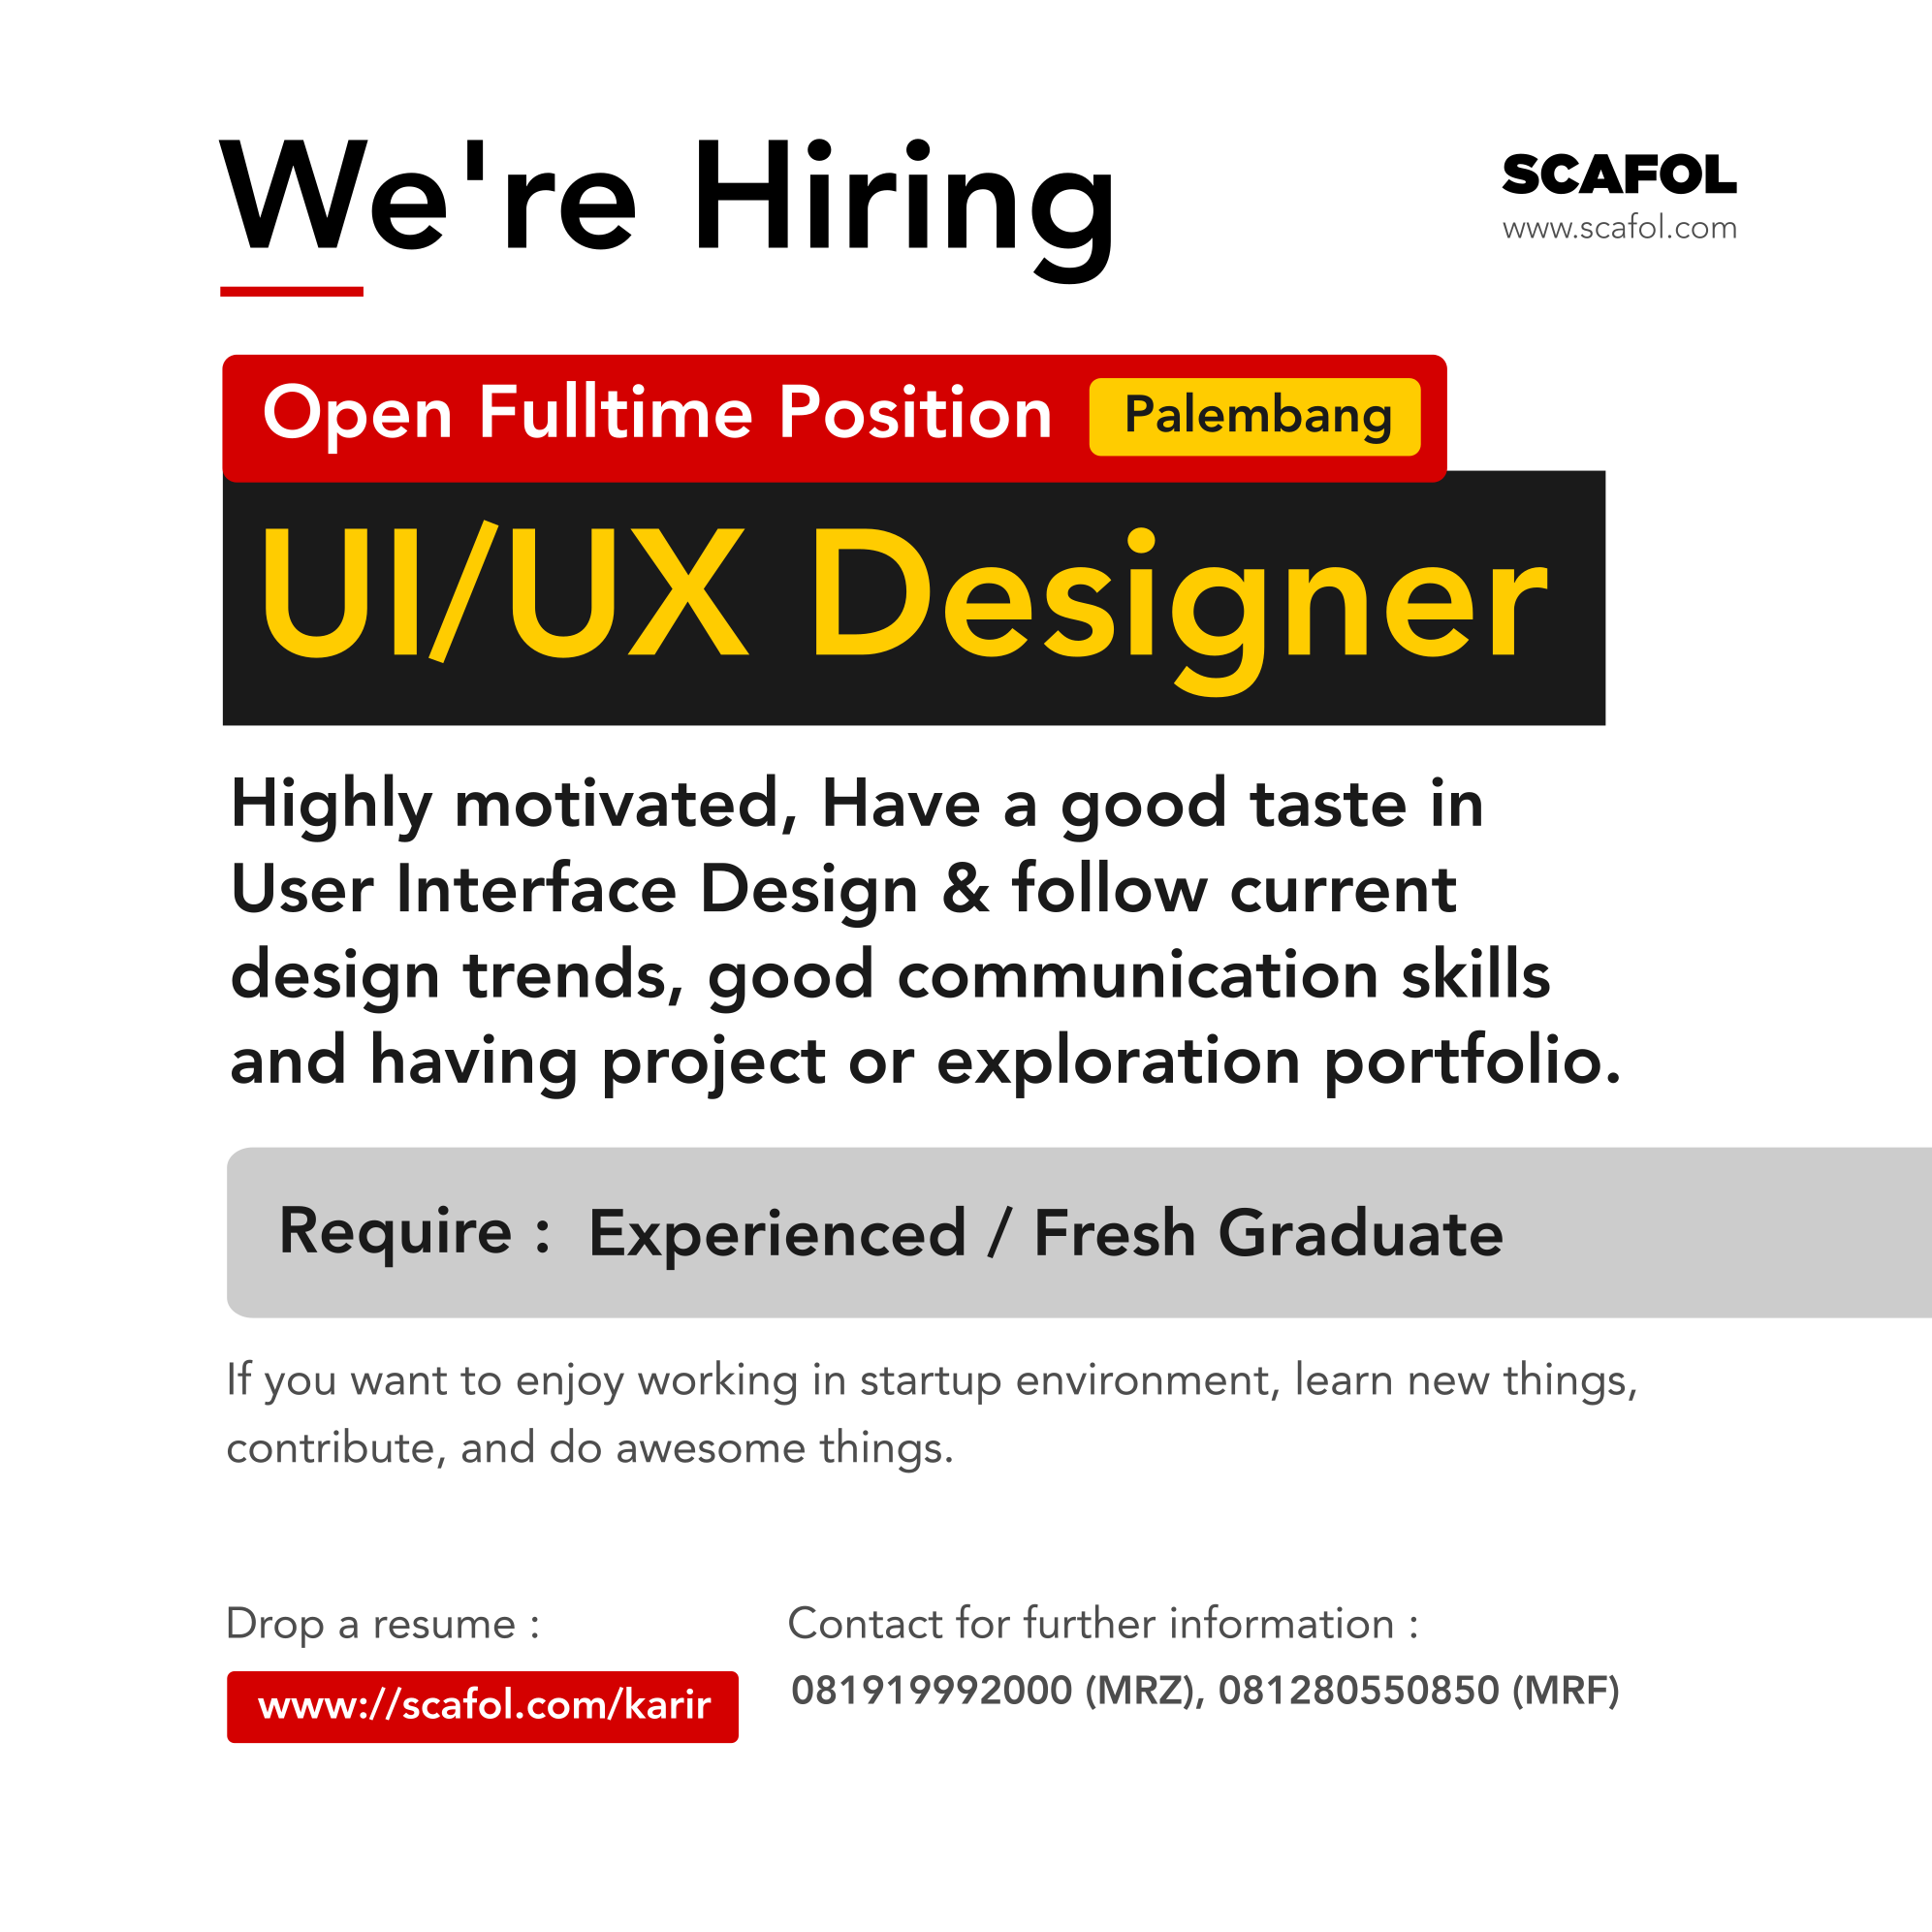 We're Hiring
SCAFOL
www.scafol.com
Open Fulltime Position
Palembang
UI/UX Designer
Highly motivated, Have a good taste in
User Interface Design & follow current
design trends, good communication skills
and having project or exploration portfolio.
Require : Experienced / Fresh Graduate
If you want to enjoy working in startup environment, learn new things,
contribute, and do awesome things.
Drop a resume :
www://scafol.com/karir
Contact for further information :
081919992000 (MRZ), 081280550850 (MRF)